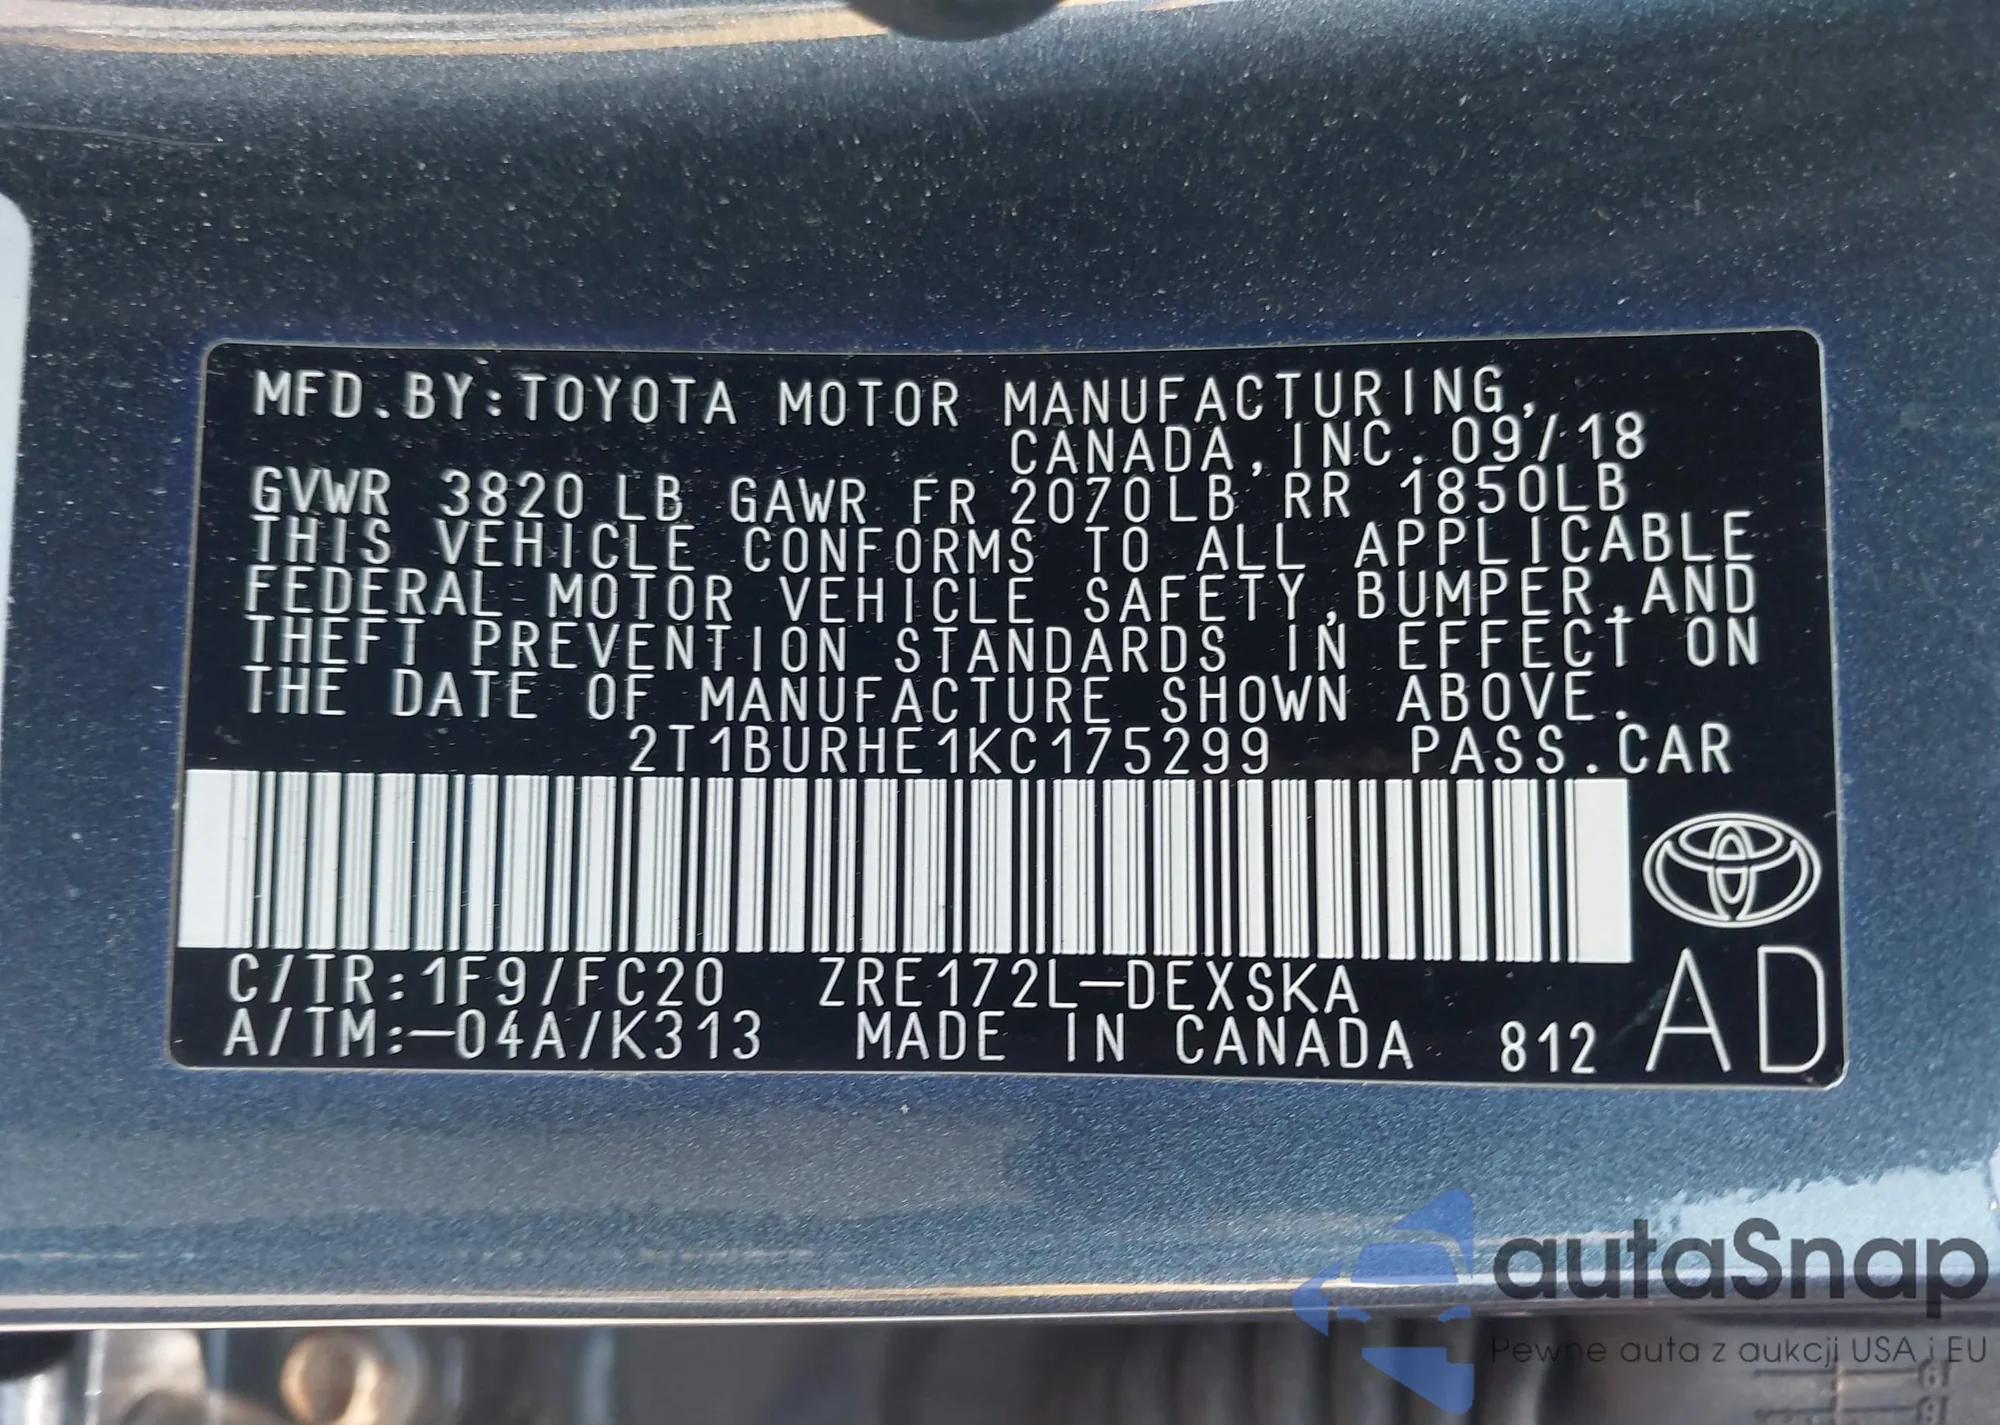 MFD.BY:TOYOTA MOTOR MANUFACTURING,
CANADA,INC. 09/18
GVWR 3820 LB GAWR FR 2070LB RR 1850LB
THIS VEHICLE CONFORMS TO ALL APPLICABLE
FEDERAL MOTOR VEHICLE SAFETY,BUMPER,AND
THEFT PREVENTION STANDARDS IN EFFECT ON
THE DATE OF MANUFACTURE SHOWN ABOVE.
2T1BURHE1KC175299 PASS.CAR
C/TR:1F9/FC20 ZRE172L-DEXSKA
A/TM:-04A/K313 MADE IN CANADA 812 AD
autaSnap
Pewne auta z aukcji USA i EU